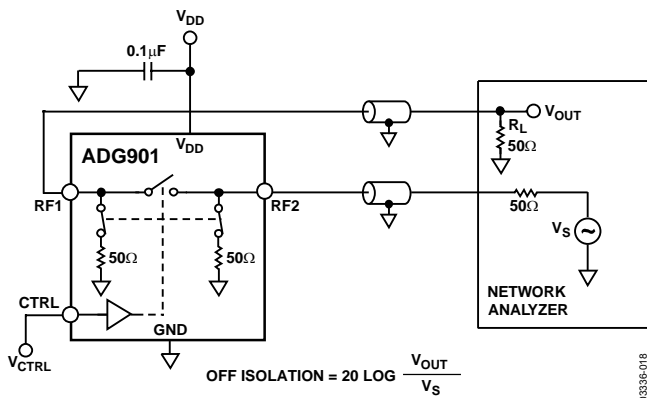 VDD
0.1μF
VDD
ADG901
RF1
RF2
50Ω
50Ω
CTRL
VCTRL
GND
VOUT
RL
50Ω
50Ω
VS
NETWORK
ANALYZER
OFF ISOLATION = 20 LOG VOUT
VS
03336-018